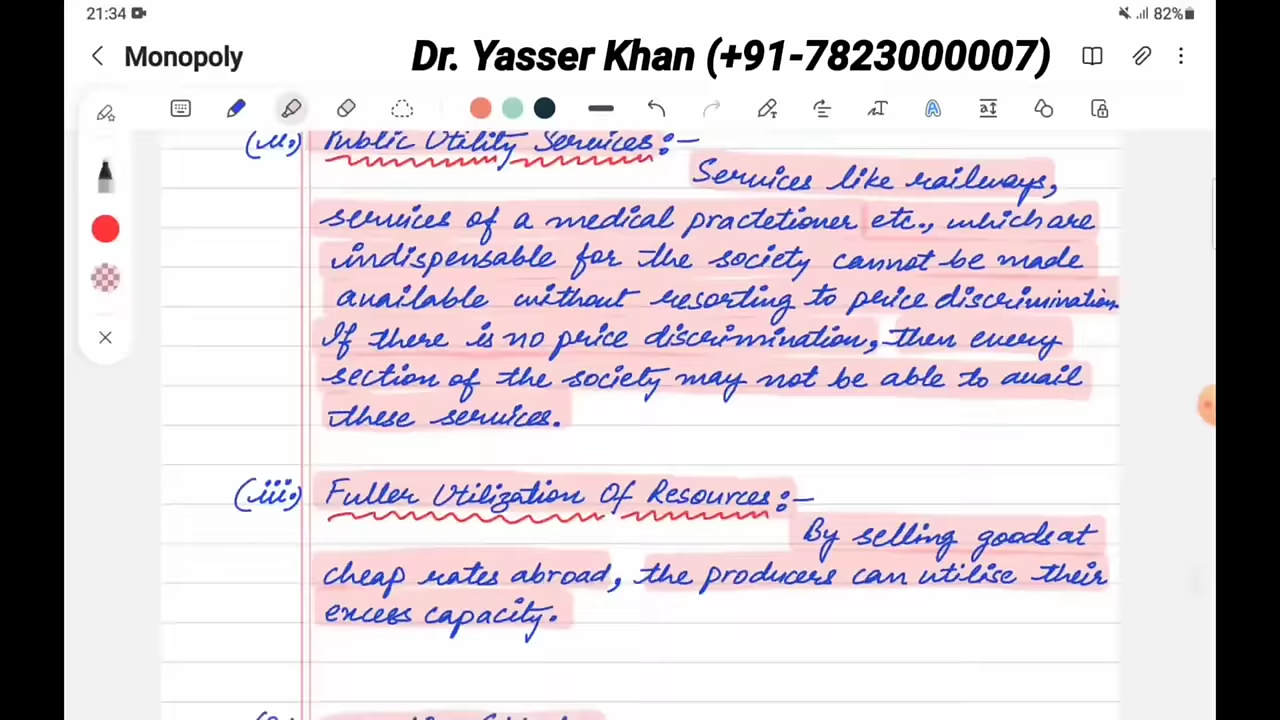 21:34
82%
Monopoly
Dr. Yasser Khan (+91-7823000007)
Public Utility Services:-
Services like railways,
services of a medical practetioner etc., which are
indispensable for the society cannot be made
available without resorting to price discrimination.
If there is no price discrimination, then every
section of the society may not be able to avail
these services.
(iii.) Fuller Utilization Of Resources:-
By selling goods at
cheap rates abroad, the producers can utilise their
excess capacity.